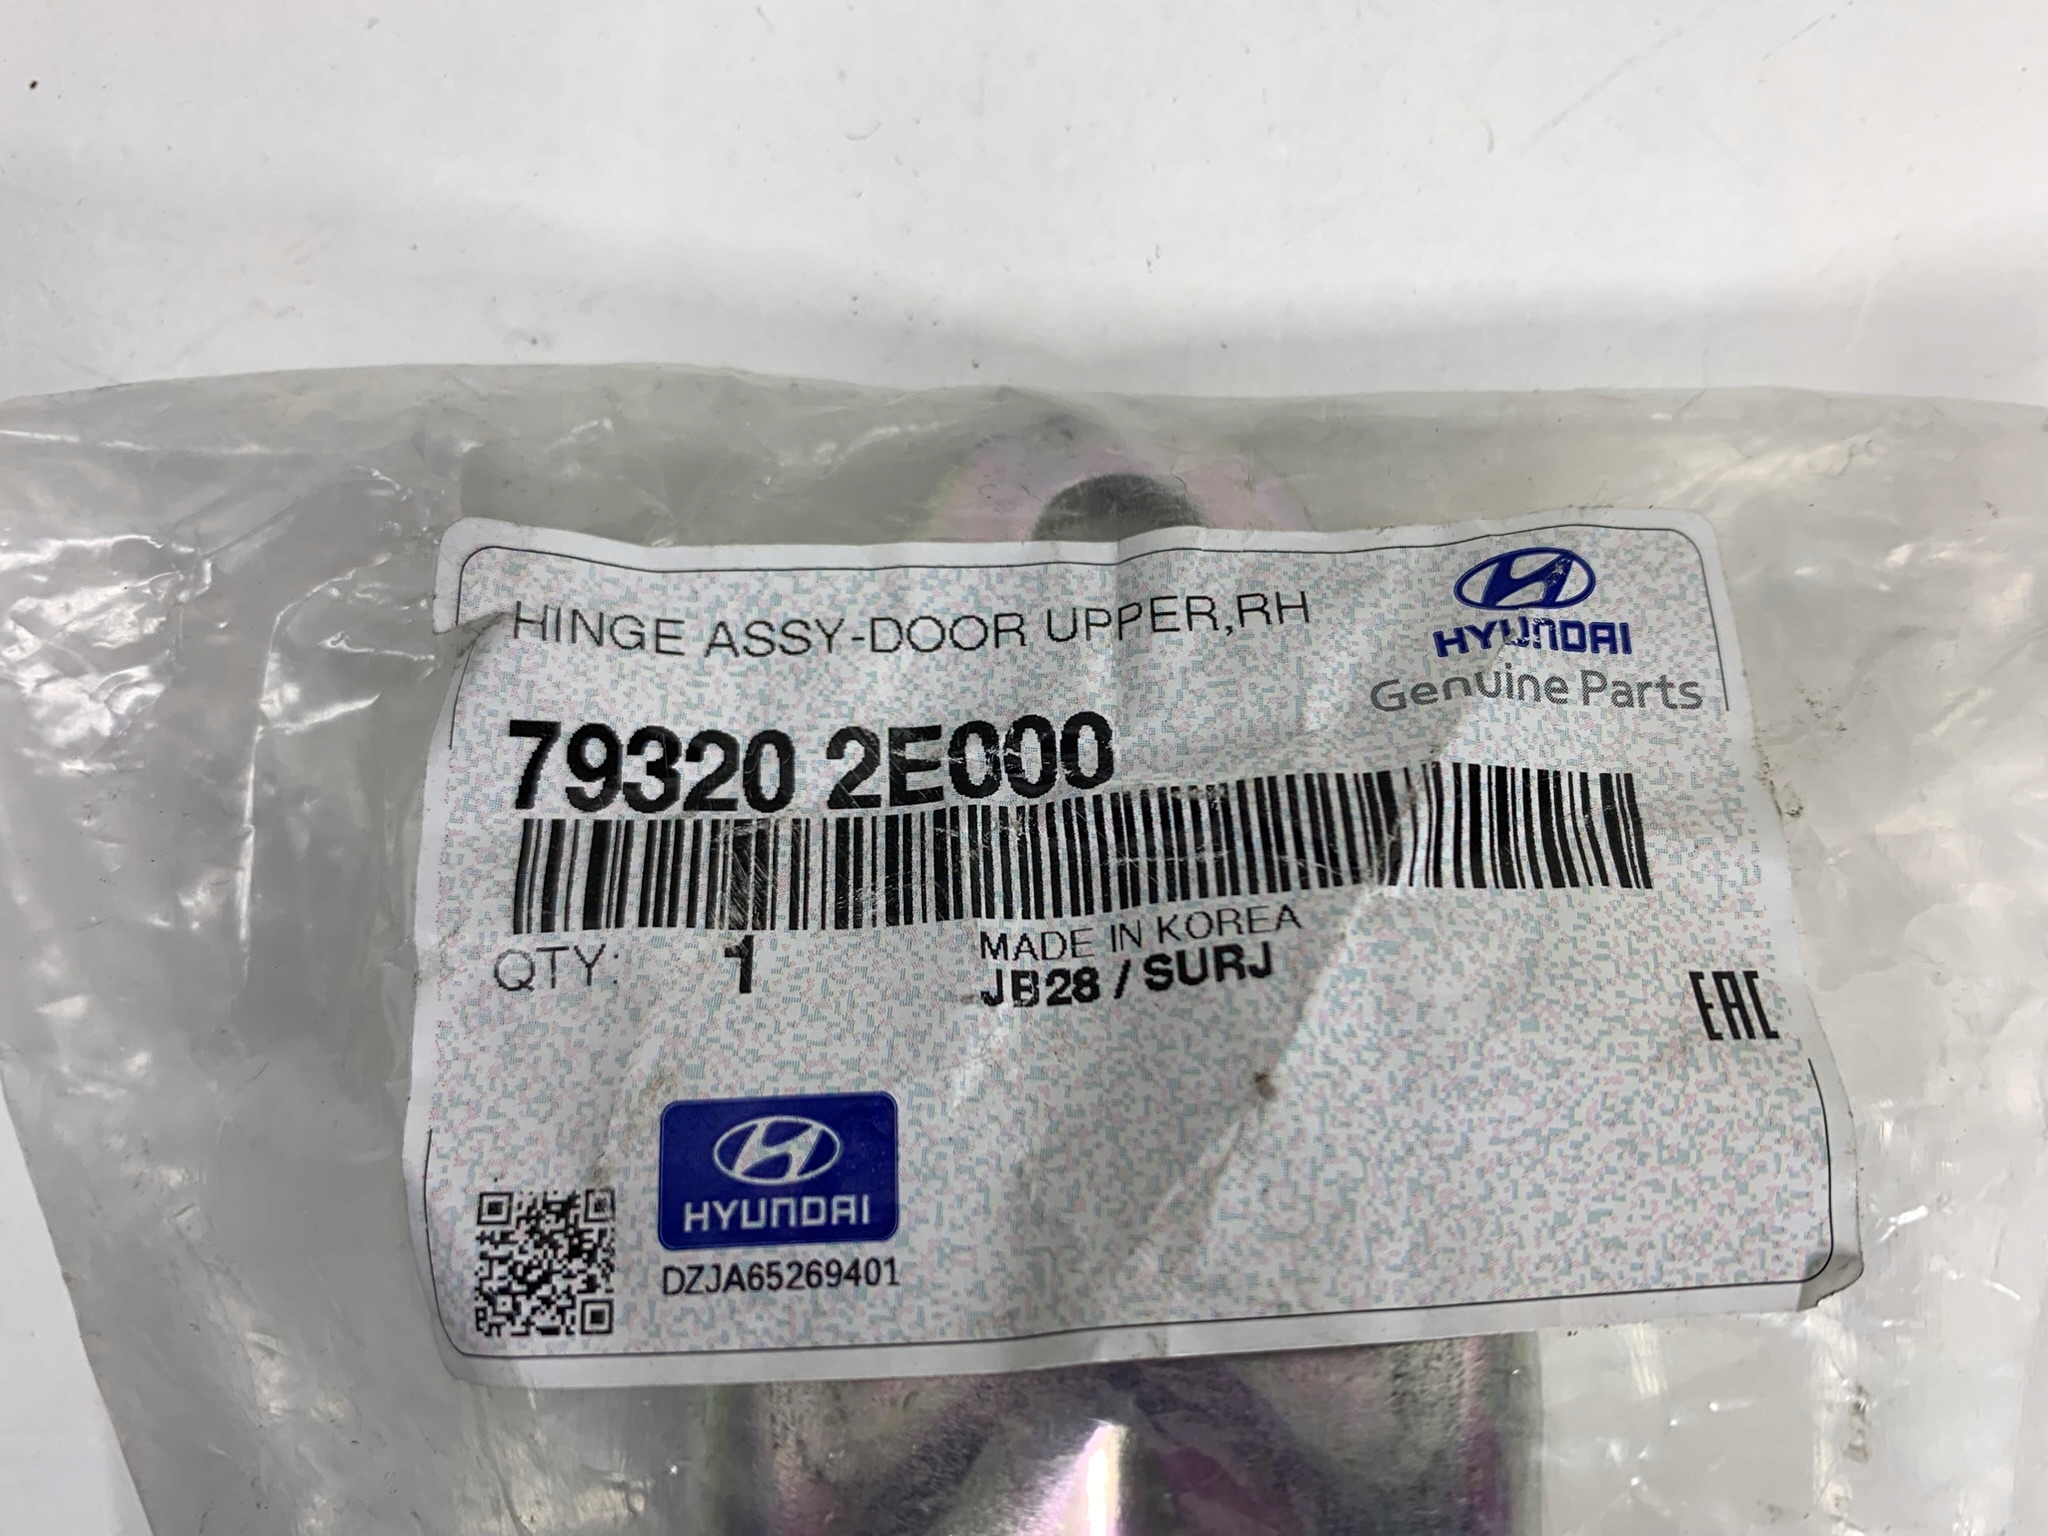 HINGE ASSY-DOOR UPPER,RH
HYUNDAI
Genuine Parts
79320 2E000
QTY: 1
MADE IN KOREA
JB28 / SURJ
EAC
HYUNDAI
DZJA65269401